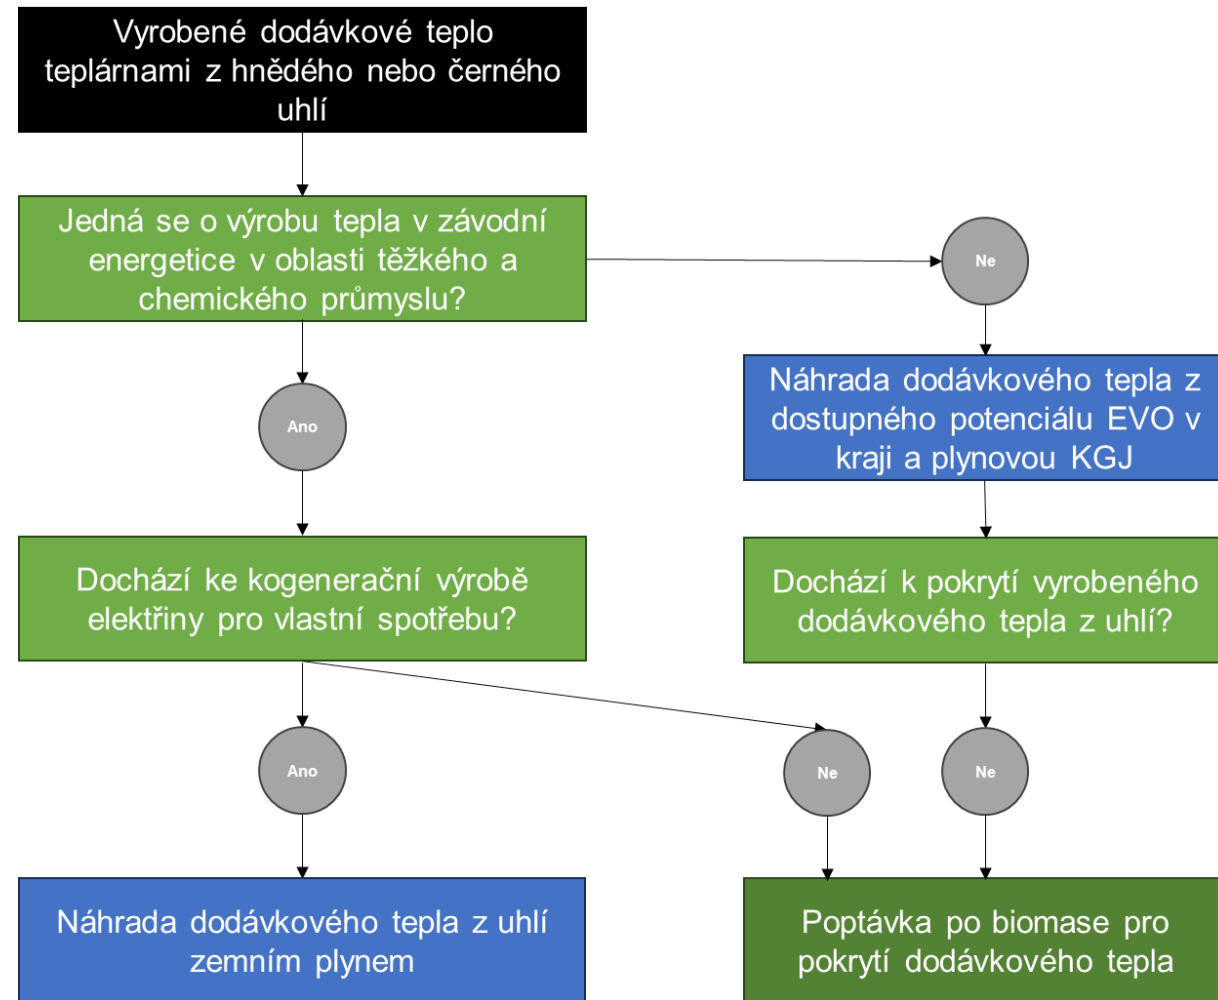 Vyrobené dodávkové teplo
teplárnami z hnědého nebo černého
uhlí
Jedná se o výrobu tepla v závodní
energetice v oblasti těžkého a
chemického průmyslu?
Ne
Ano
Náhrada dodávkového tepla z
dostupného potenciálu EVO v
kraji a plynovou KGJ
Dochází ke kogenerační výrobě
elektřiny pro vlastní spotřebu?
Dochází k pokrytí vyrobeného
dodávkového tepla z uhlí?
Ano
Ne
Ne
Náhrada dodávkového tepla z uhlí
zemním plynem
Poptávka po biomase pro
pokrytí dodávkového tepla